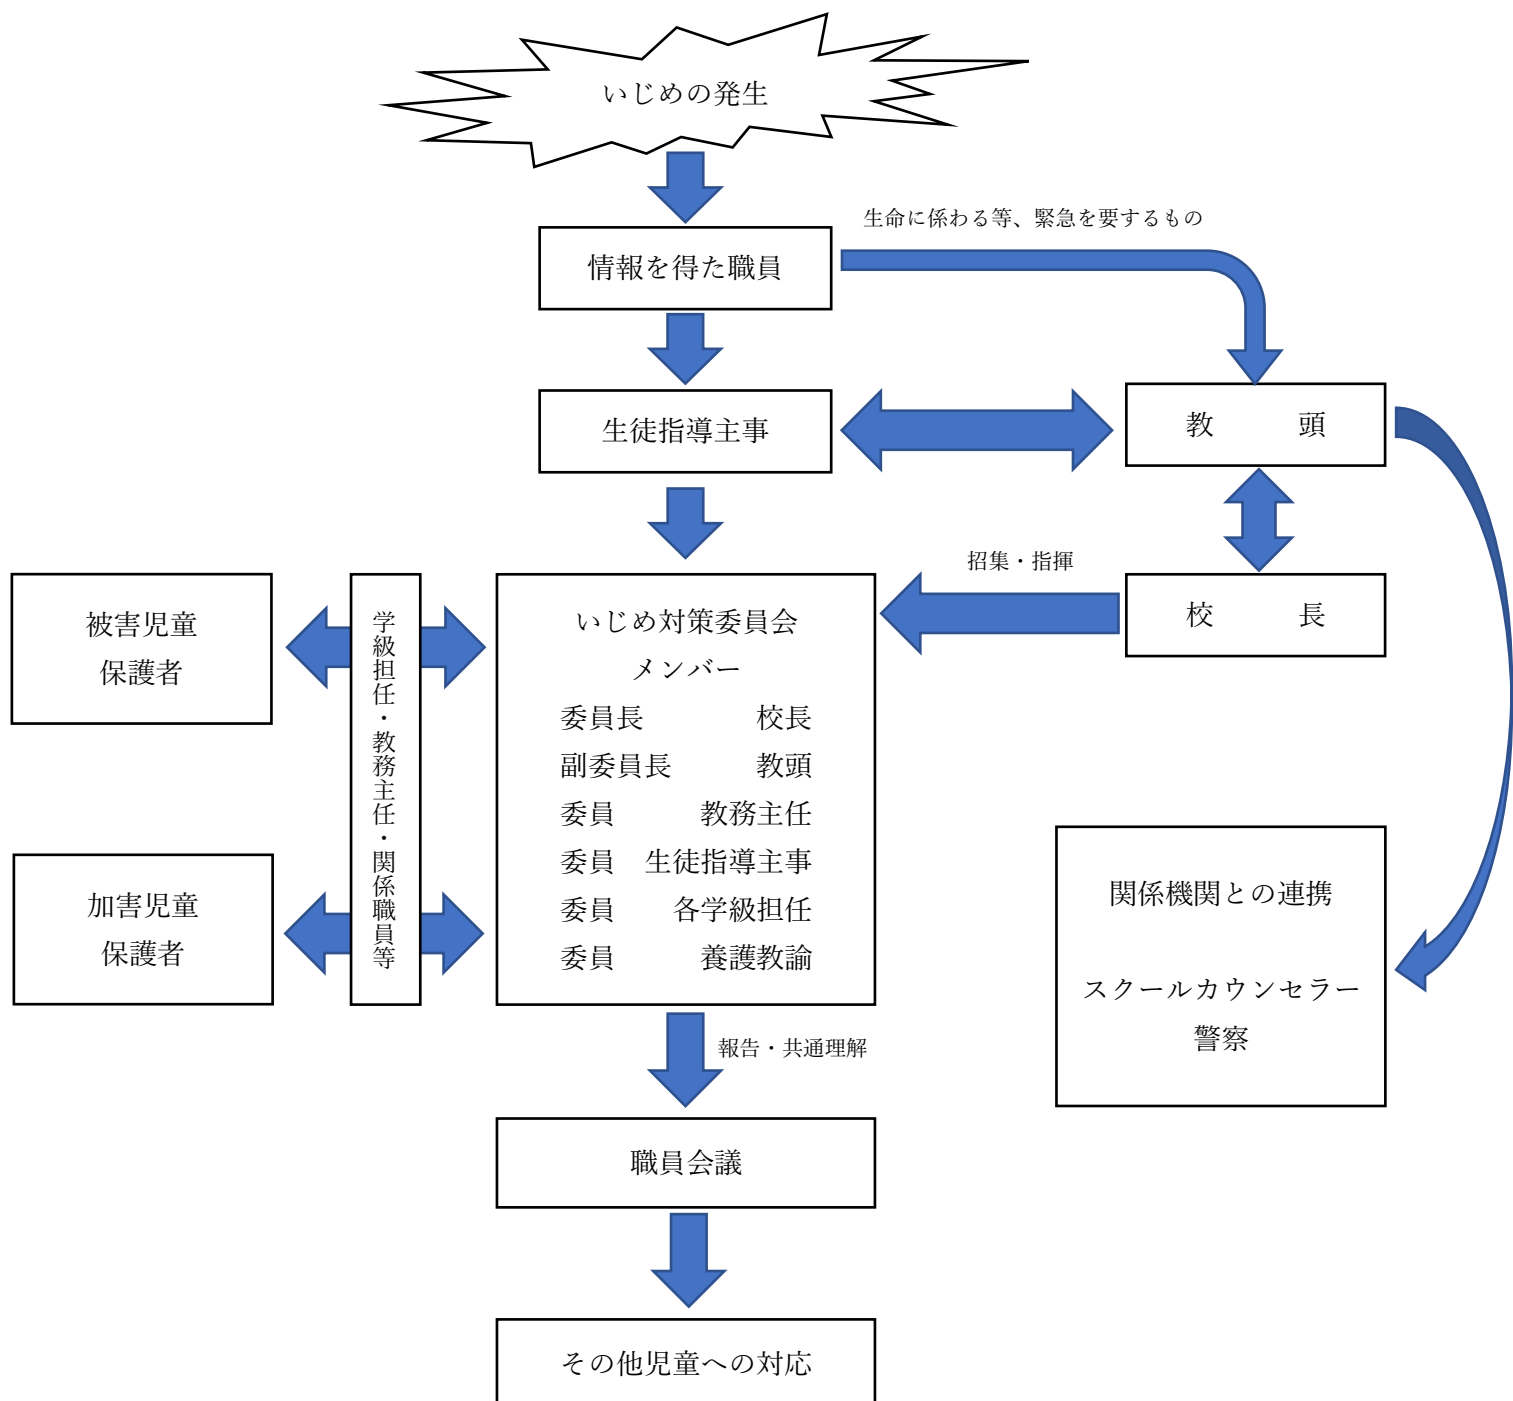 いじめの発生
生命に係わる等、緊急を要するもの
情報を得た職員
生徒指導主事
教　　　頭
招集・指揮
校　　　長
被害児童
保護者
学級担任・教務主任・関係職員等
いじめ対策委員会
メンバー
委員長　　　　校長
副委員長　　　教頭
委員　　　教務主任
委員　生徒指導主事
委員　　各学級担任
委員　　　養護教諭
加害児童
保護者
関係機関との連携
スクールカウンセラー
警察
報告・共通理解
職員会議
その他児童への対応